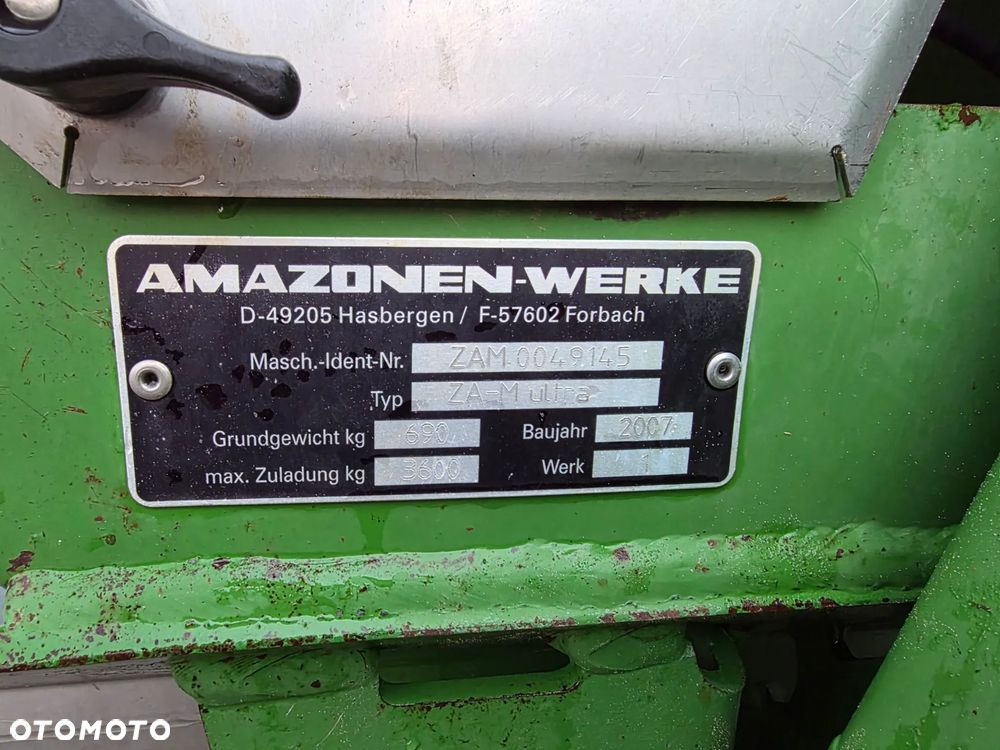 AMAZONEN-WERKE
D-49205 Hasbergen / F-57602 Forbach
Masch.-Ident-Nr. ZAM 0049145
Typ ZA-M ultra
Grundgewicht kg 690 Baujahr 2007
max. Zuladung kg 3600 Werk 1
OTOMOTO